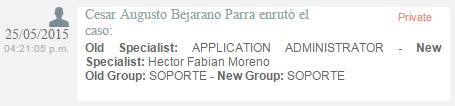 Cesar Augusto Bejarano Parra enrutó el
Private
caso:
25/05/2015
04:21:05 p.m.
Old Specialist: APPLICATION ADMINISTRATOR - New
Specialist: Hector Fabian Moreno
Old Group: SOPORTE - New Group: SOPORTE